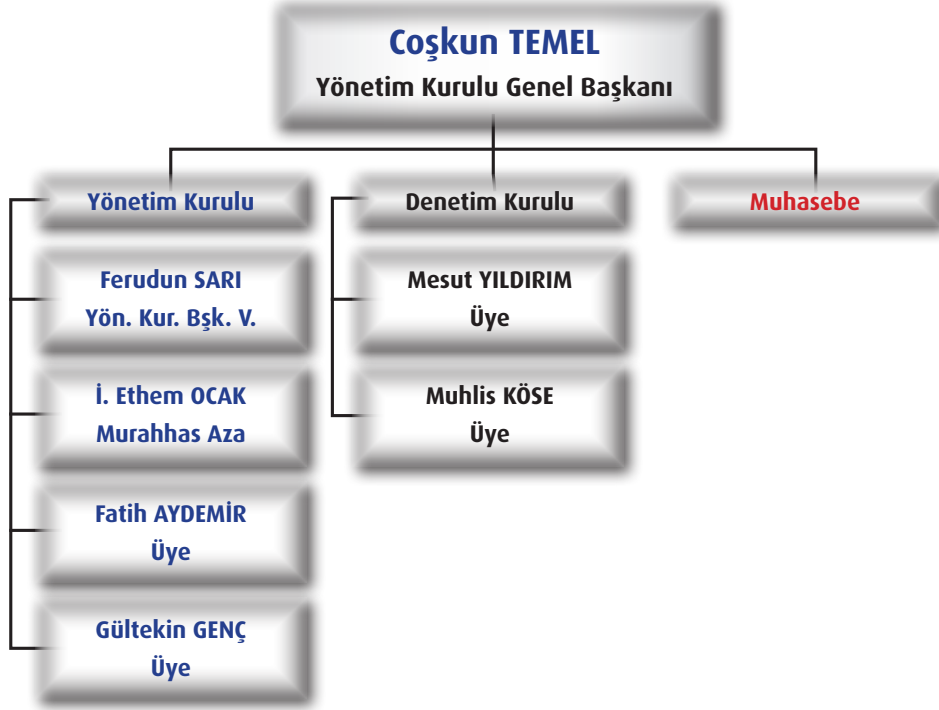 Coşkun TEMEL
Yönetim Kurulu Genel Başkanı
Yönetim Kurulu
Ferudun SARI
Yön. Kur. Bşk. V.
İ. Ethem OCAK
Murahhas Aza
Fatih AYDEMİR
Üye
Gültekin GENÇ
Üye
Denetim Kurulu
Mesut YILDIRIM
Üye
Muhlis KÖSE
Üye
Muhasebe